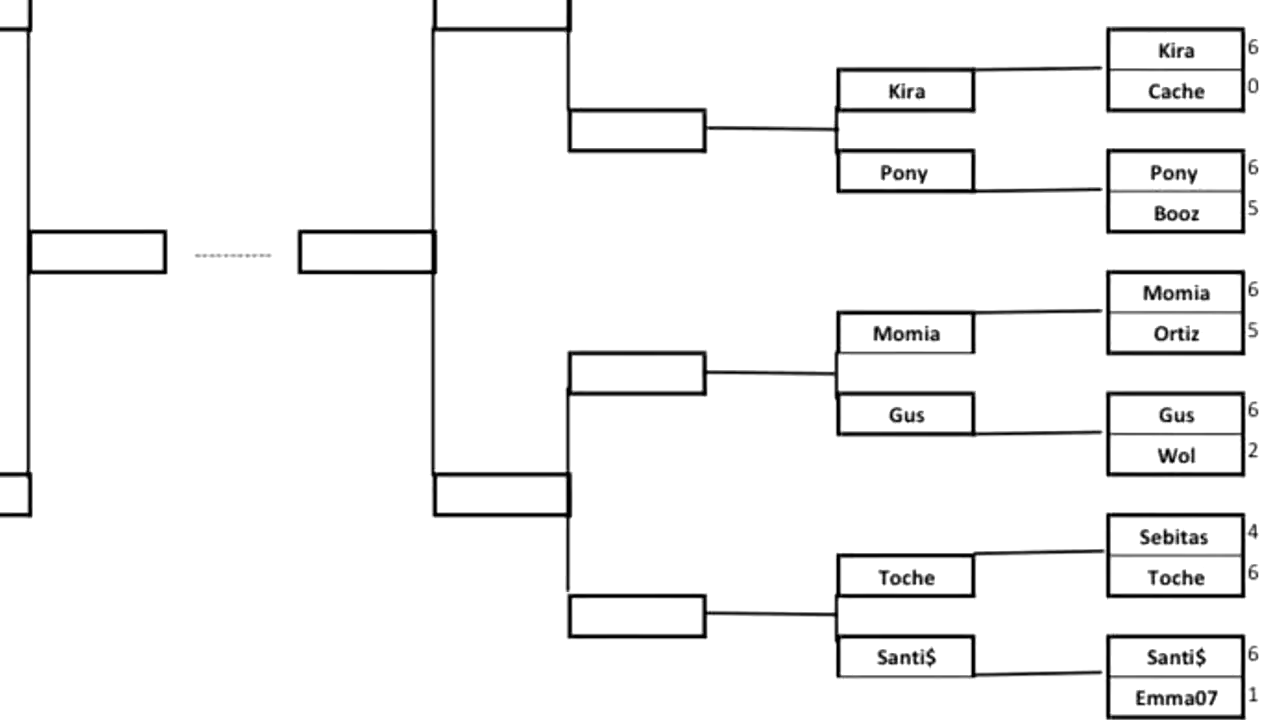 Kira 6
Kira
Cache 0
Pony 6
Pony
Booz 5
Momia 6
Momia
Ortiz 5
Gus 6
Gus
Wol 2
Sebitas 4
Toche
Toche 6
Santi$ 6
Santi$
Emma07 1